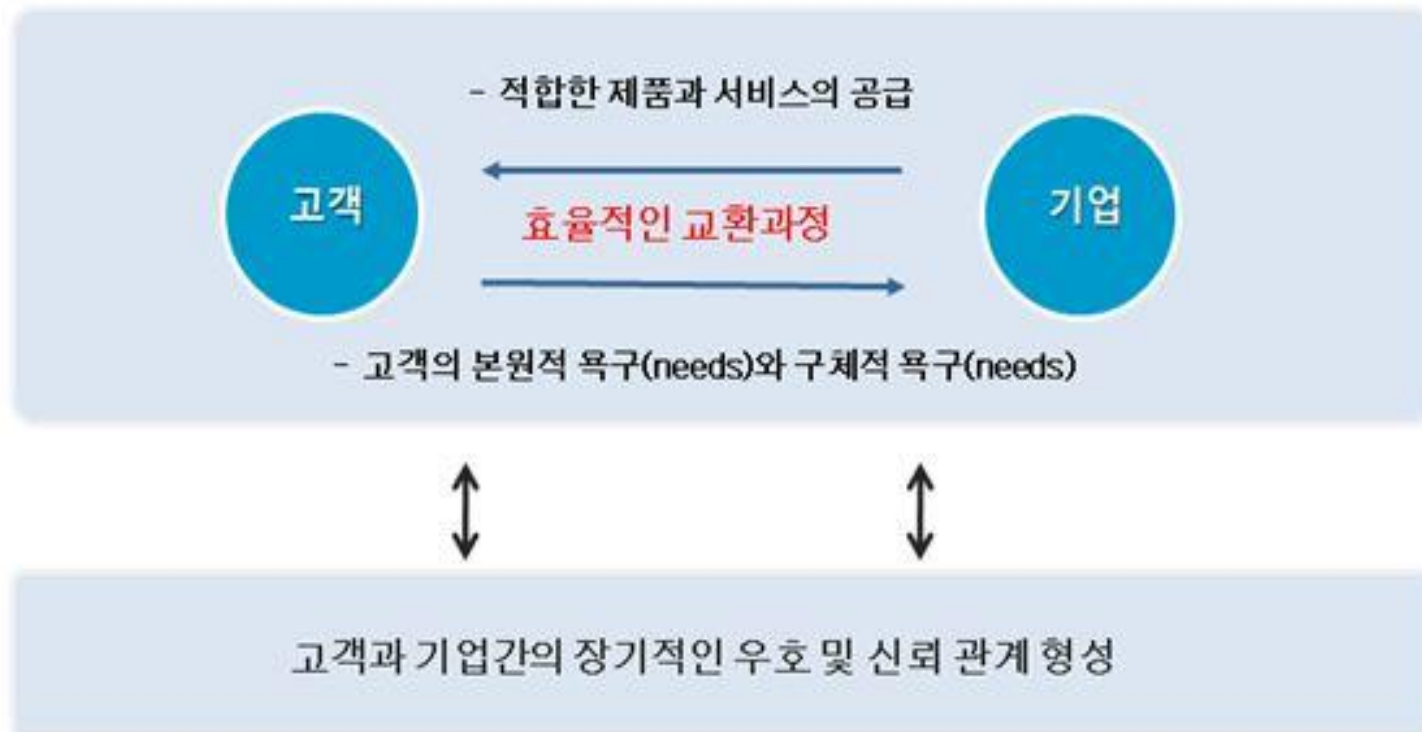 - 적합한 제품과 서비스의 공급
고객
기업
효율적인 교환과정
- 고객의 본원적 욕구(needs)와 구체적 욕구(needs)
고객과 기업간의 장기적인 우호 및 신뢰 관계 형성